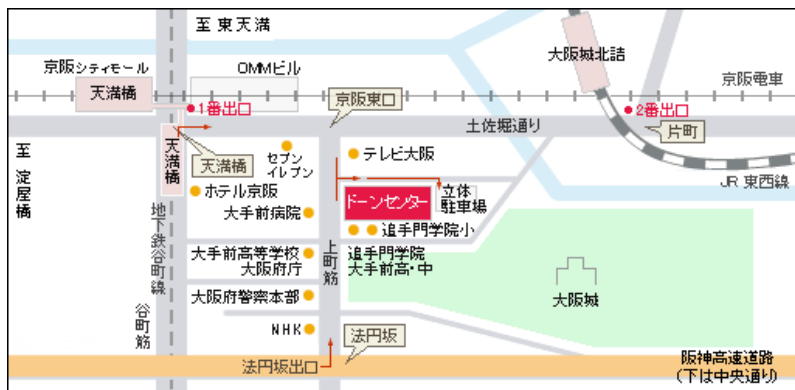 至東天満
大阪城北詰
京阪シティモール
OMMビル
京阪電車
天満橋
1番出口
京阪東口
2番出口
土佐堀通り
片町
至淀屋橋
天満橋
天満橋
セブン
イレブン
テレビ大阪
JR東西線
ホテル京阪
ドーンセンター
立体
駐車場
大手前病院
追手門学院小
地下鉄谷町線
上町筋
大手前高等学校
大阪府庁
追手門学院
大手前高・中
大阪府警察本部
大阪城
谷町筋
NHK
法円坂
法円坂出口
阪神高速道路
(下は中央通り)